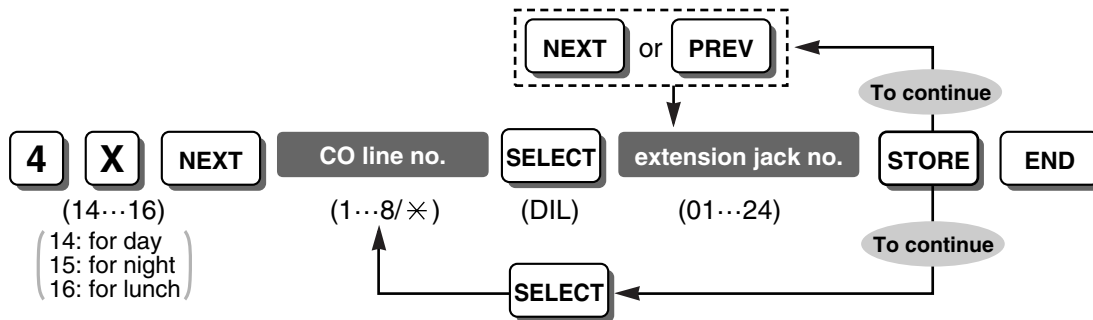 NEXT or PREV
To continue
4 X NEXT CO line no. SELECT extension jack no. STORE END
(14···16) (1···8/✳) (DIL) (01···24)
14: for day
15: for night
16: for lunch
To continue
SELECT